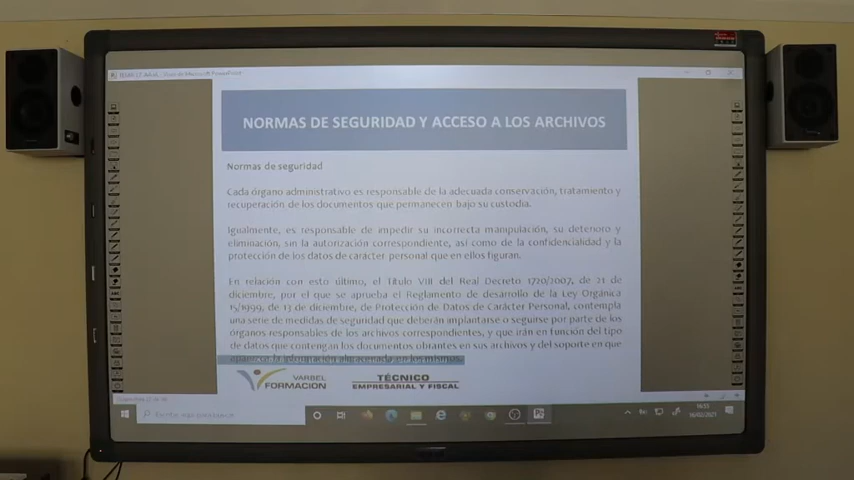 NORMAS DE SEGURIDAD Y ACCESO A LOS ARCHIVOS
Normas de seguridad
Cada órgano administrativo es responsable de la adecuada conservación, tratamiento y
recuperación de los documentos que permanecen bajo su custodia.
Igualmente, es responsable de impedir su incorrecta manipulación, su deterioro y
eliminación, sin la autorización correspondiente, así como de la confidencialidad y la
protección de los datos de carácter personal que en ellos figuran.
En relación con esto último, el Título VIII del Real Decreto 1720/2007, de 21 de
diciembre, por el que se aprueba el Reglamento de desarrollo de la Ley Orgánica
15/1999, de 13 de diciembre, de Protección de Datos de Carácter Personal, contempla
una serie de medidas de seguridad que deberán implantarse o seguirse por parte de los
órganos responsables de los archivos correspondientes, y que irán en función del tipo
de datos que contengan los documentos obrantes en sus archivos y del soporte en que
aparezca la información almacenada en los mismos.
VARBEL
FORMACION
TÉCNICO
EMPRESARIAL Y FISCAL